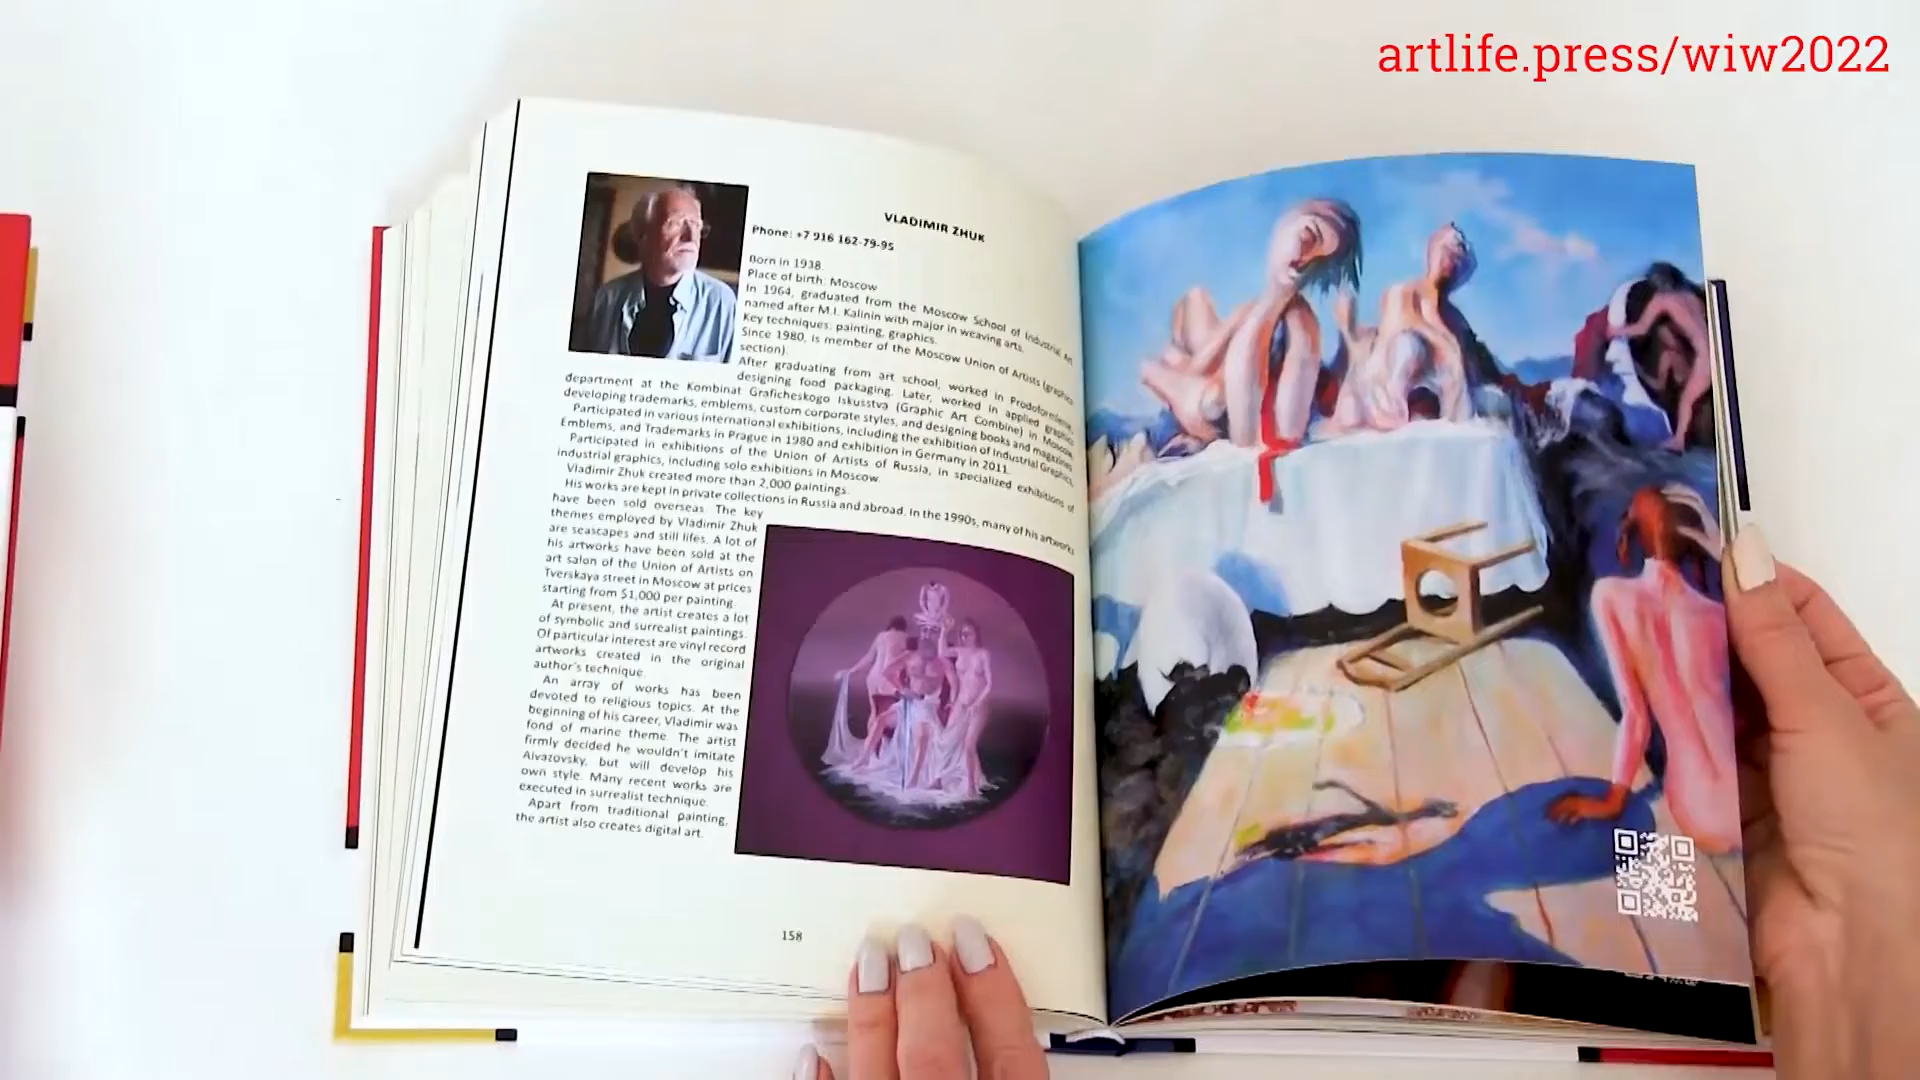 artlife.press/wiw2022
VLADIMIR ZHUK
Phone: +7 916 162-79-95
Born in 1938.
Place of birth: Moscow
In 1964, graduated from the Moscow School of Industrial Art
named after M.I. Kalinin with major in weaving arts.
Key techniques: painting, graphics.
Since 1980, is member of the Moscow Union of Artists (graphics
section).
After graduating from art school, worked in
designing food packaging. Later, worked in applied graphics
department at the Kombinat Graficheskogo Iskusstva (Graphic Art Combine) in Moscow,
developing trademarks, emblems, custom corporate styles, and designing books and magazines
Participated in various international exhibitions, including the exhibition of Industrial Graphics,
Emblems, and Trademarks in Prague in 1980 and exhibition in Germany in 2011.
Participated in exhibitions of the Union of Artists of Russia, in specialized exhibitions of
industrial graphics, including solo exhibitions in Moscow.
Vladimir Zhuk created more than 2,000 paintings.
His works are kept in private collections in Russia and abroad. In the 1990s, many of his artworks
have been sold overseas. The key
themes employed by Vladimir Zhuk
are seascapes and still lifes. A lot of
his artworks have been sold at the
art salon of the Union of Artists on
Tverskaya street in Moscow at prices
starting from $1,000 per painting.
At present, the artist creates a lot
of symbolic and surrealist paintings.
Of particular interest are vinyl record
artworks created in the original
author's technique.
An array of works has been
devoted to religious topics. At the
beginning of his career, Vladimir was
fond of marine theme. The artist
firmly decided he wouldn't imitate
Aivazovsky, but will develop his
own style. Many recent works are
executed in surrealist technique.
Apart from traditional painting,
the artist also creates digital art.
158